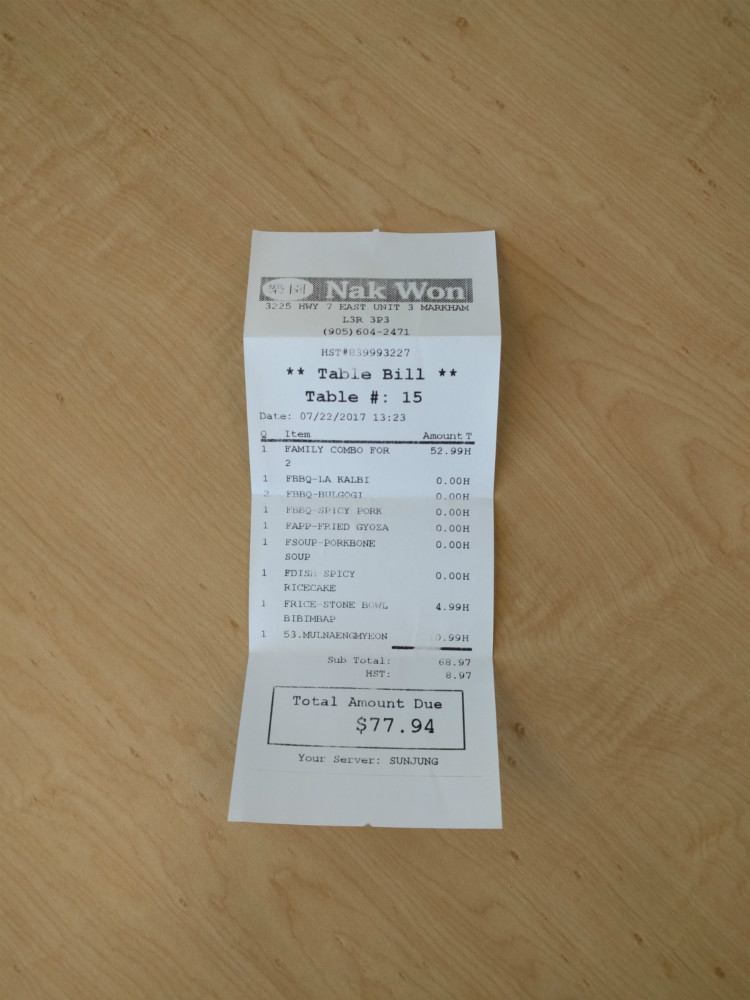 Nak Won
3225 HWY 7 EAST UNIT 3 MARKHAM
L3R 3P3
(905)604-2471
HST#839993227
** Table Bill **
Table #: 15
Date: 07/22/2017 13:23
Q Item Amount T
1 FAMILY COMBO FOR 52.99H
2
1 FBBQ-LA KALBI 0.00H
2 FBBQ-BULGOGI 0.00H
1 FBBQ-SPICY PORK 0.00H
1 FAPP-FRIED GYOZA 0.00H
1 FSOUP-PORKBONE 0.00H
SOUP
1 FDISH SPICY 0.00H
RICECAKE
1 FRICE-STONE BOWL 4.99H
BIBIMBAP
1 53.MULNAENGMYEON 10.99H
Sub Total: 68.97
HST: 8.97
Total Amount Due
$77.94
Your Server: SUNJUNG